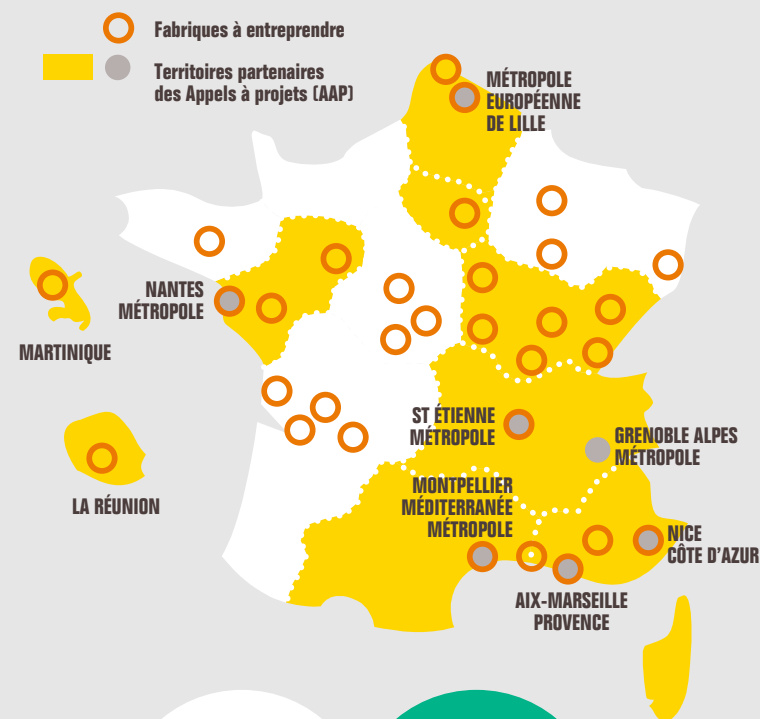 Fabriques à entreprendre
Territoires partenaires
des Appels à projets (AAP)
MÉTROPOLE
EUROPÉENNE
DE LILLE
NANTES
MÉTROPOLE
MARTINIQUE
ST ÉTIENNE
MÉTROPOLE
GRENOBLE ALPES
MÉTROPOLE
LA RÉUNION
MONTPELLIER
MÉDITERRANÉE
MÉTROPOLE
NICE
CÔTE D'AZUR
AIX-MARSEILLE
PROVENCE